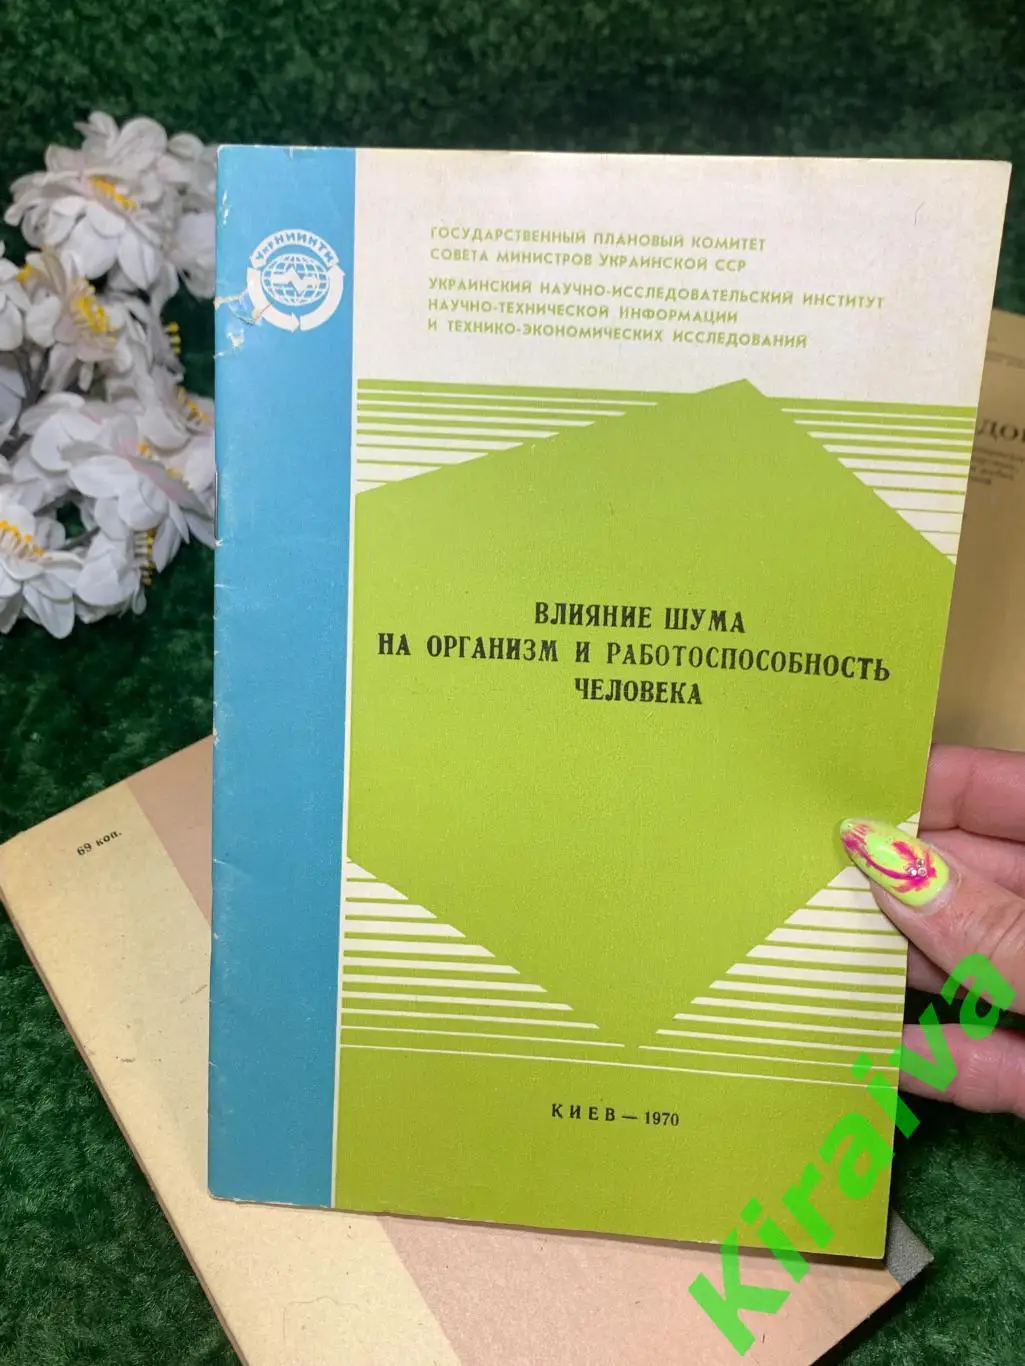 УКРНИИНТИ
ГОСУДАРСТВЕННЫЙ ПЛАНОВЫЙ КОМИТЕТ
СОВЕТА МИНИСТРОВ УКРАИНСКОЙ ССР
УКРАИНСКИЙ НАУЧНО-ИССЛЕДОВАТЕЛЬСКИЙ ИНСТИТУТ
НАУЧНО-ТЕХНИЧЕСКОЙ ИНФОРМАЦИИ
И ТЕХНИКО-ЭКОНОМИЧЕСКИХ ИССЛЕДОВАНИЙ
ВЛИЯНИЕ ШУМА
НА ОРГАНИЗМ И РАБОТОСПОСОБНОСТЬ
ЧЕЛОВЕКА
КИЕВ — 1970
69 коп.
Kiraiva